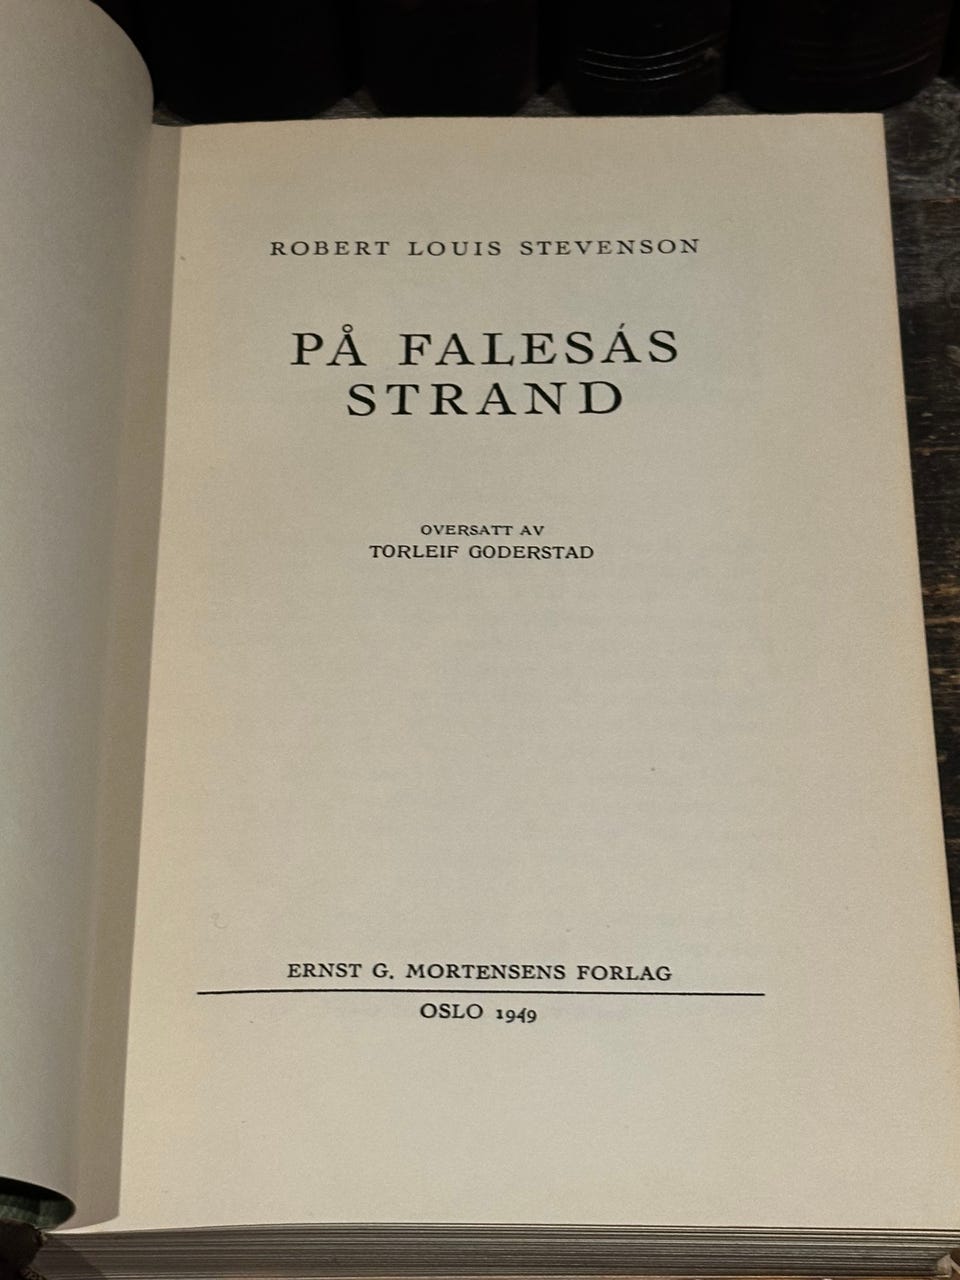 ROBERT LOUIS STEVENSON
PÅ FALESÁS
STRAND
OVERSATT AV
TORLEIF GODERSTAD
ERNST G. MORTENSENS FORLAG
OSLO 1949